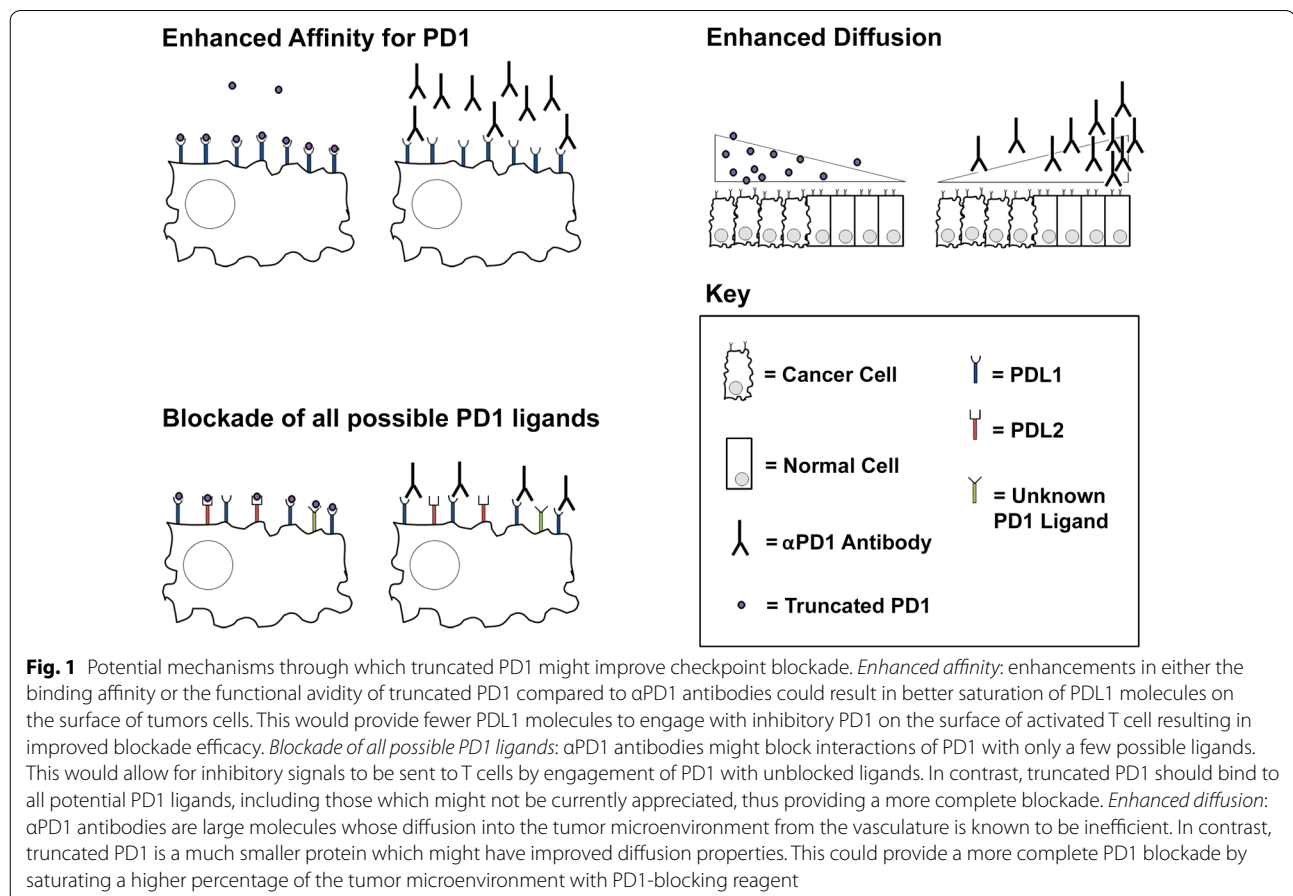 Enhanced Affinity for PD1
Enhanced Diffusion
Key
= Cancer Cell
= PDL1
= PDL2
= Normal Cell
= Unknown
PD1 Ligand
= αPD1 Antibody
= Truncated PD1
Blockade of all possible PD1 ligands
Fig. 1 Potential mechanisms through which truncated PD1 might improve checkpoint blockade. Enhanced affinity: enhancements in either the
binding affinity or the functional avidity of truncated PD1 compared to αPD1 antibodies could result in better saturation of PDL1 molecules on
the surface of tumors cells. This would provide fewer PDL1 molecules to engage with inhibitory PD1 on the surface of activated T cell resulting in
improved blockade efficacy. Blockade of all possible PD1 ligands: αPD1 antibodies might block interactions of PD1 with only a few possible ligands.
This would allow for inhibitory signals to be sent to T cells by engagement of PD1 with unblocked ligands. In contrast, truncated PD1 should bind to
all potential PD1 ligands, including those which might not be currently appreciated, thus providing a more complete blockade. Enhanced diffusion:
αPD1 antibodies are large molecules whose diffusion into the tumor microenvironment from the vasculature is known to be inefficient. In contrast,
truncated PD1 is a much smaller protein which might have improved diffusion properties. This could provide a more complete PD1 blockade by
saturating a higher percentage of the tumor microenvironment with PD1-blocking reagent